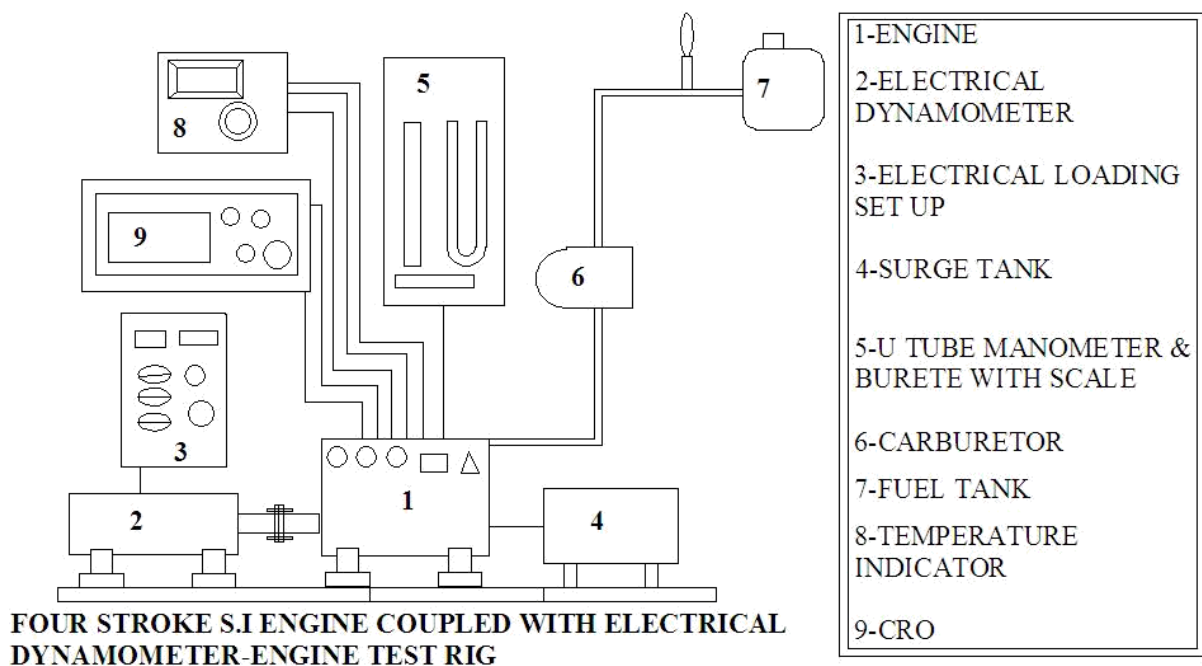 8
5
7
9
6
3
2
1
4
1-ENGINE
2-ELECTRICAL
DYNAMOMETER
3-ELECTRICAL LOADING
SET UP
4-SURGE TANK
5-U TUBE MANOMETER &
BURETE WITH SCALE
6-CARBURETOR
7-FUEL TANK
8-TEMPERATURE
INDICATOR
9-CRO
FOUR STROKE S.I ENGINE COUPLED WITH ELECTRICAL
DYNAMOMETER-ENGINE TEST RIG